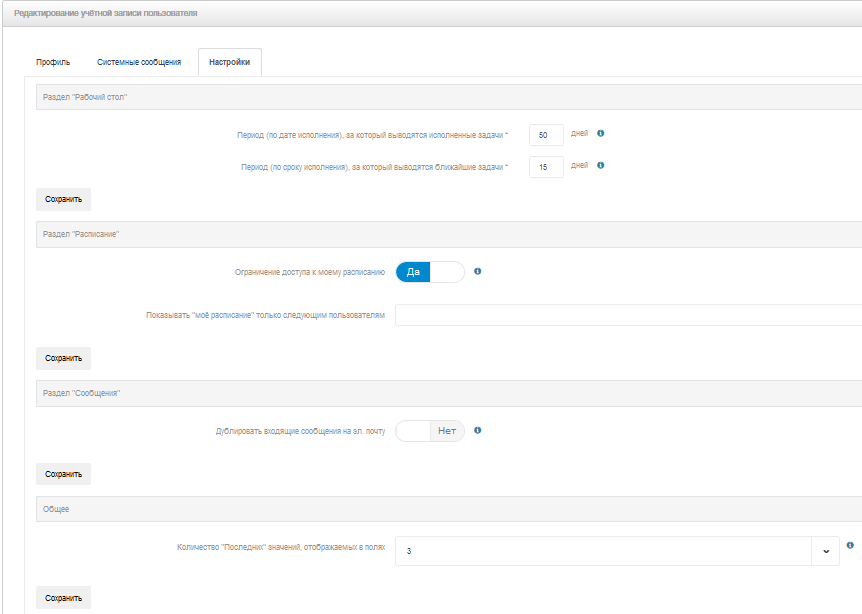 Редактирование учётной записи пользователя
Профиль Системные сообщения Настройки
Раздел "Рабочий стол"
Период (по дате исполнения), за который выводятся исполненные задачи * 50 дней
Период (по сроку исполнения), за который выводятся ближайшие задачи * 15 дней
Сохранить
Раздел "Расписание"
Ограничение доступа к моему расписанию Да
Показывать "моё расписание" только следующим пользователям
Сохранить
Раздел "Сообщения"
Дублировать входящие сообщения на эл. почту Нет
Сохранить
Общее
Количество "Последних" значений, отображаемых в полях 3
Сохранить